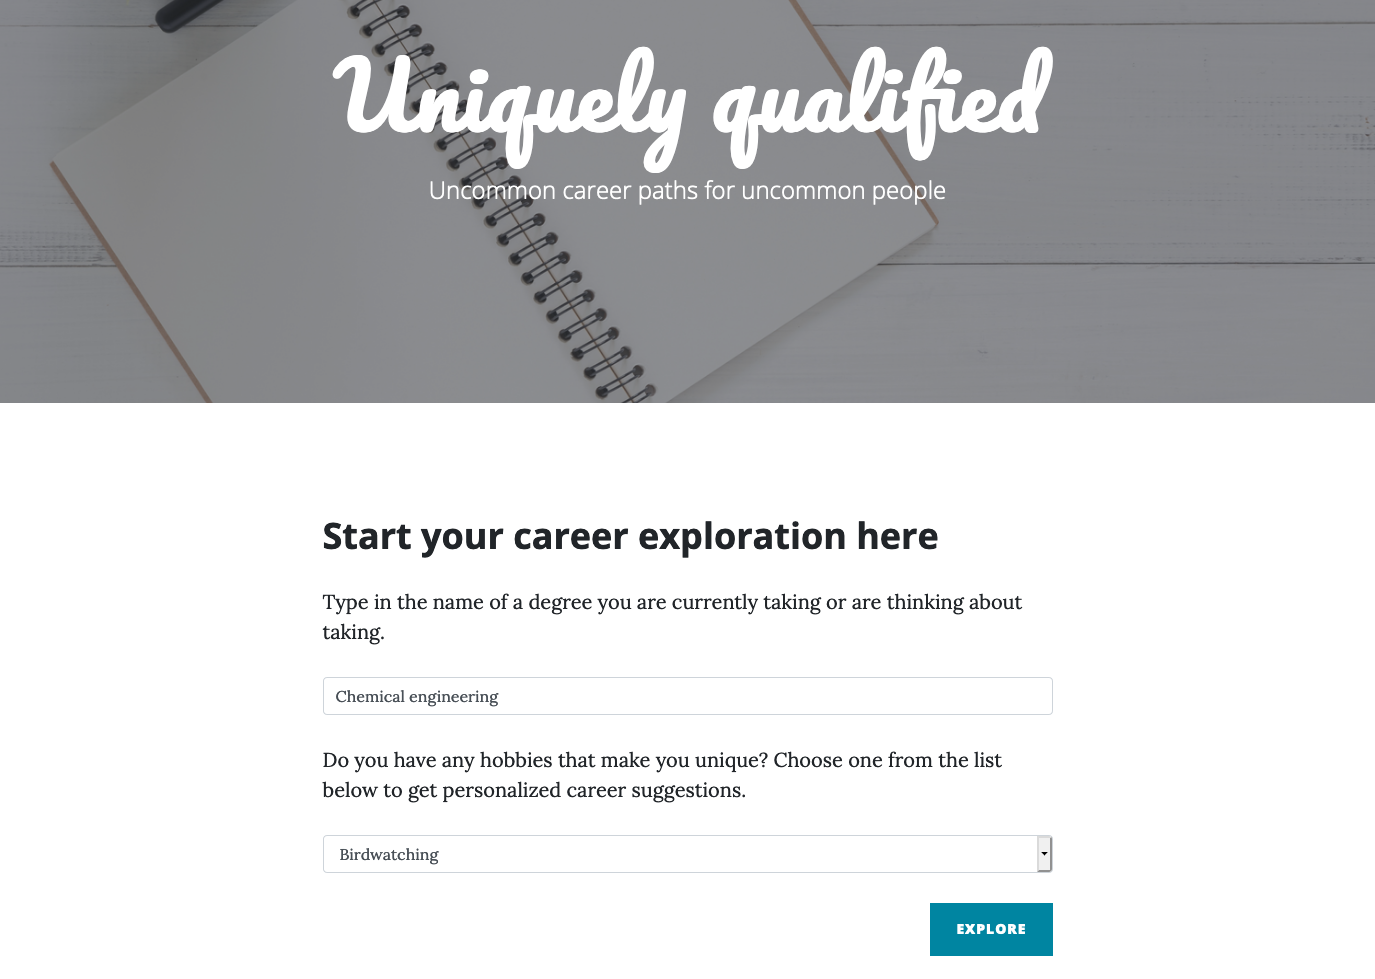 Uniquely qualified
Uncommon career paths for uncommon people
Start your career exploration here
Type in the name of a degree you are currently taking or are thinking about
taking.
Chemical engineering
Do you have any hobbies that make you unique? Choose one from the list
below to get personalized career suggestions.
Birdwatching
EXPLORE